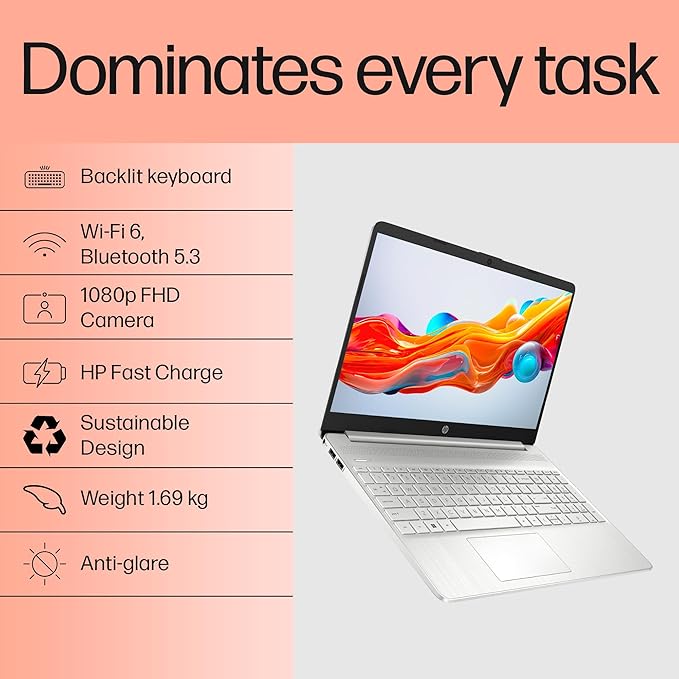 Dominates every task
Backlit keyboard
Wi-Fi 6,
Bluetooth 5.3
1080p FHD
Camera
HP Fast Charge
Sustainable
Design
Weight 1.69 kg
Anti-glare
hp